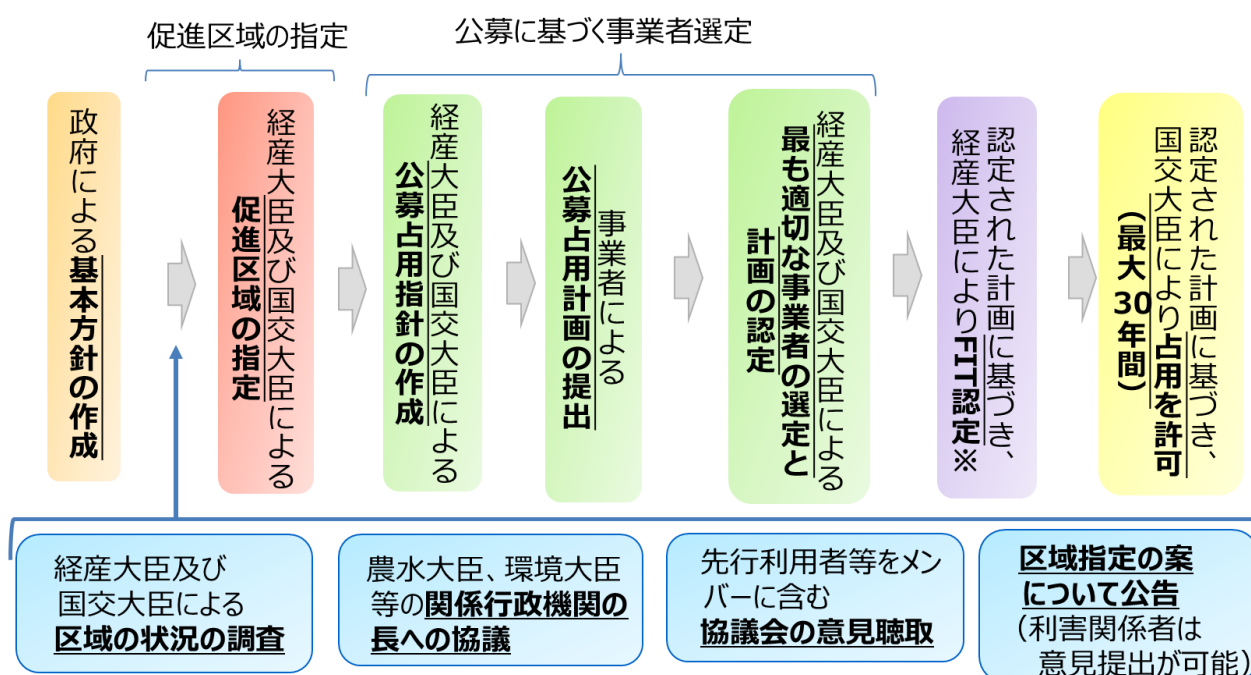 促進区域の指定
公募に基づく事業者選定
政府による基本方針の作成
経産大臣及び国交大臣による
促進区域の指定
経産大臣及び国交大臣による
公募占用指針の作成
事業者による
公募占用計画の提出
経産大臣及び国交大臣による
最も適切な事業者の選定と
計画の認定
認定された計画に基づき、
経産大臣によりFIT認定※
認定された計画に基づき、
国交大臣により占用を許可
(最大30年間)
経産大臣及び
国交大臣による
区域の状況の調査
農水大臣、環境大臣
等の関係行政機関の
長への協議
先行利用者等をメン
バーに含む
協議会の意見聴取
区域指定の案
について公告
(利害関係者は
意見提出が可能)